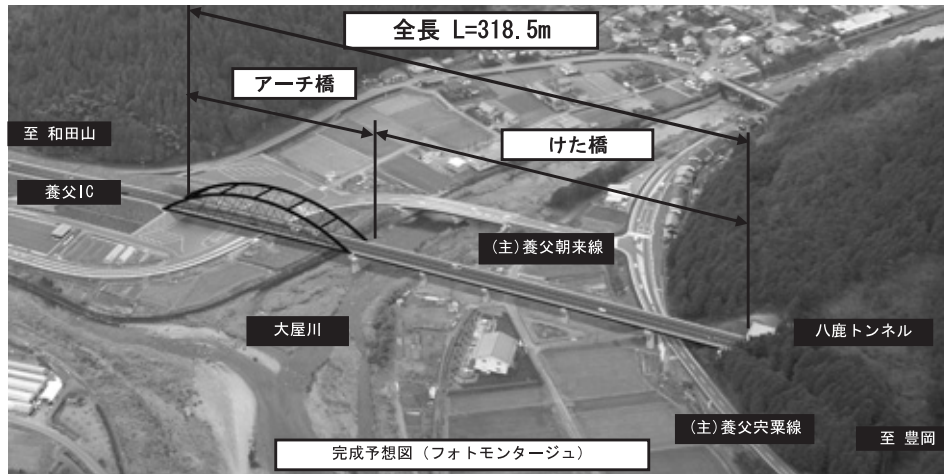 全長 L=318.5m
アーチ橋
けた橋
至 和田山
養父IC
(主)養父朝来線
大屋川
八鹿トンネル
(主)養父宍粟線
至 豊岡
完成予想図(フォトモンタージュ)